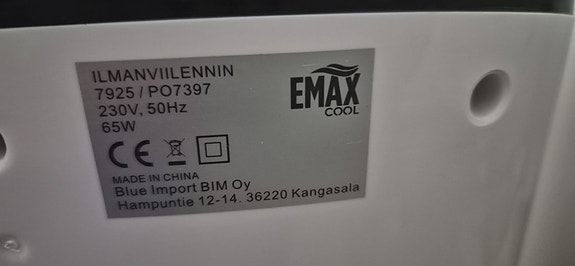 ILMANVIILENNIN
7925 / PO7397
230V, 50Hz
65W
EMAX
COOL
CE
MADE IN CHINA
Blue Import BIM Oy
Hampuntie 12-14. 36220 Kangasala